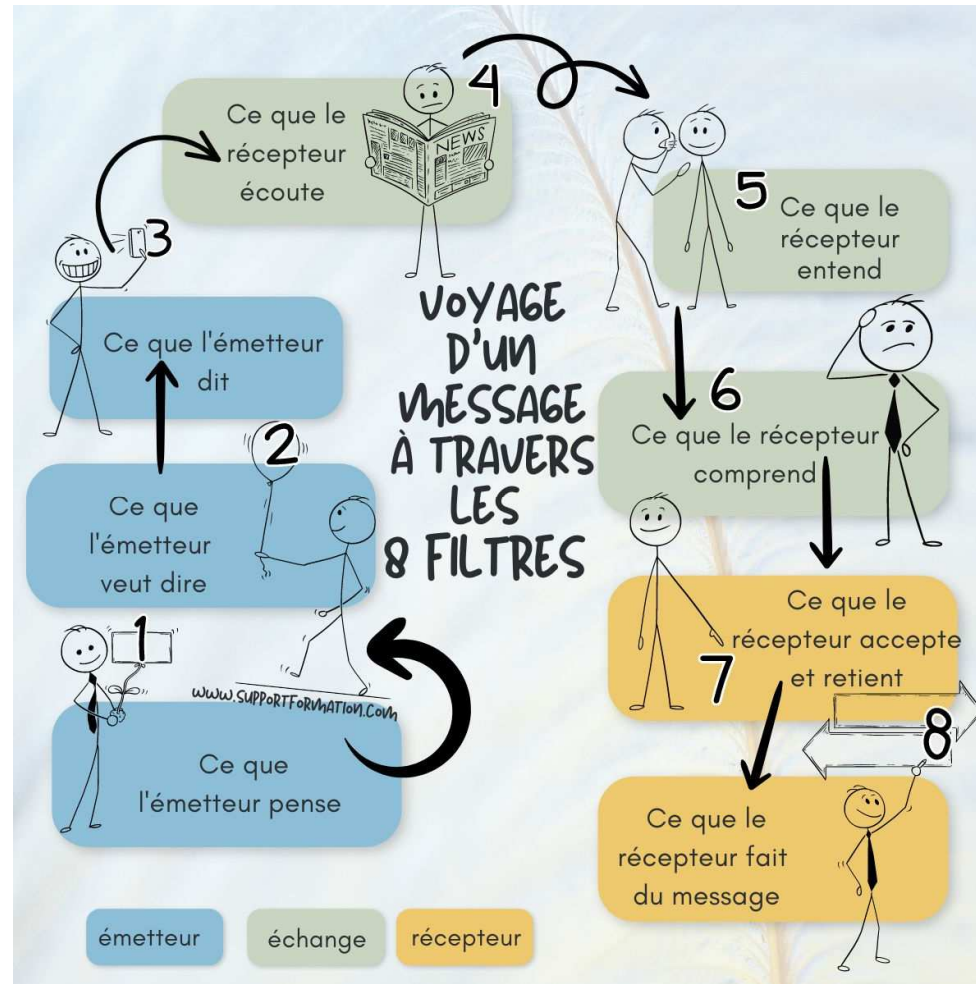 VOYAGE
D'UN
MESSAGE
À TRAVERS
LES
8 FILTRES
1
Ce que
l'émetteur pense
www.supportformation.com
2
Ce que
l'émetteur
veut dire
3
Ce que l'émetteur
dit
4
Ce que le
récepteur
écoute
NEWS
5
Ce que le
récepteur
entend
6
Ce que le récepteur
comprend
7
Ce que le
récepteur accepte
et retient
8
Ce que le
récepteur fait
du message
émetteur
échange
récepteur